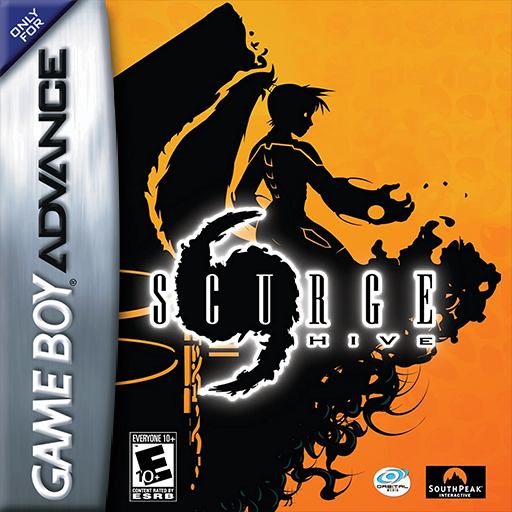 ONLY
FOR
GAME BOY ADVANCE
SCURGE
HIVE
EVERYONE 10+
E
10+
CONTENT RATED BY
ESRB
ORBITAL
MEDIA
SOUTHPEAK
INTERACTIVE